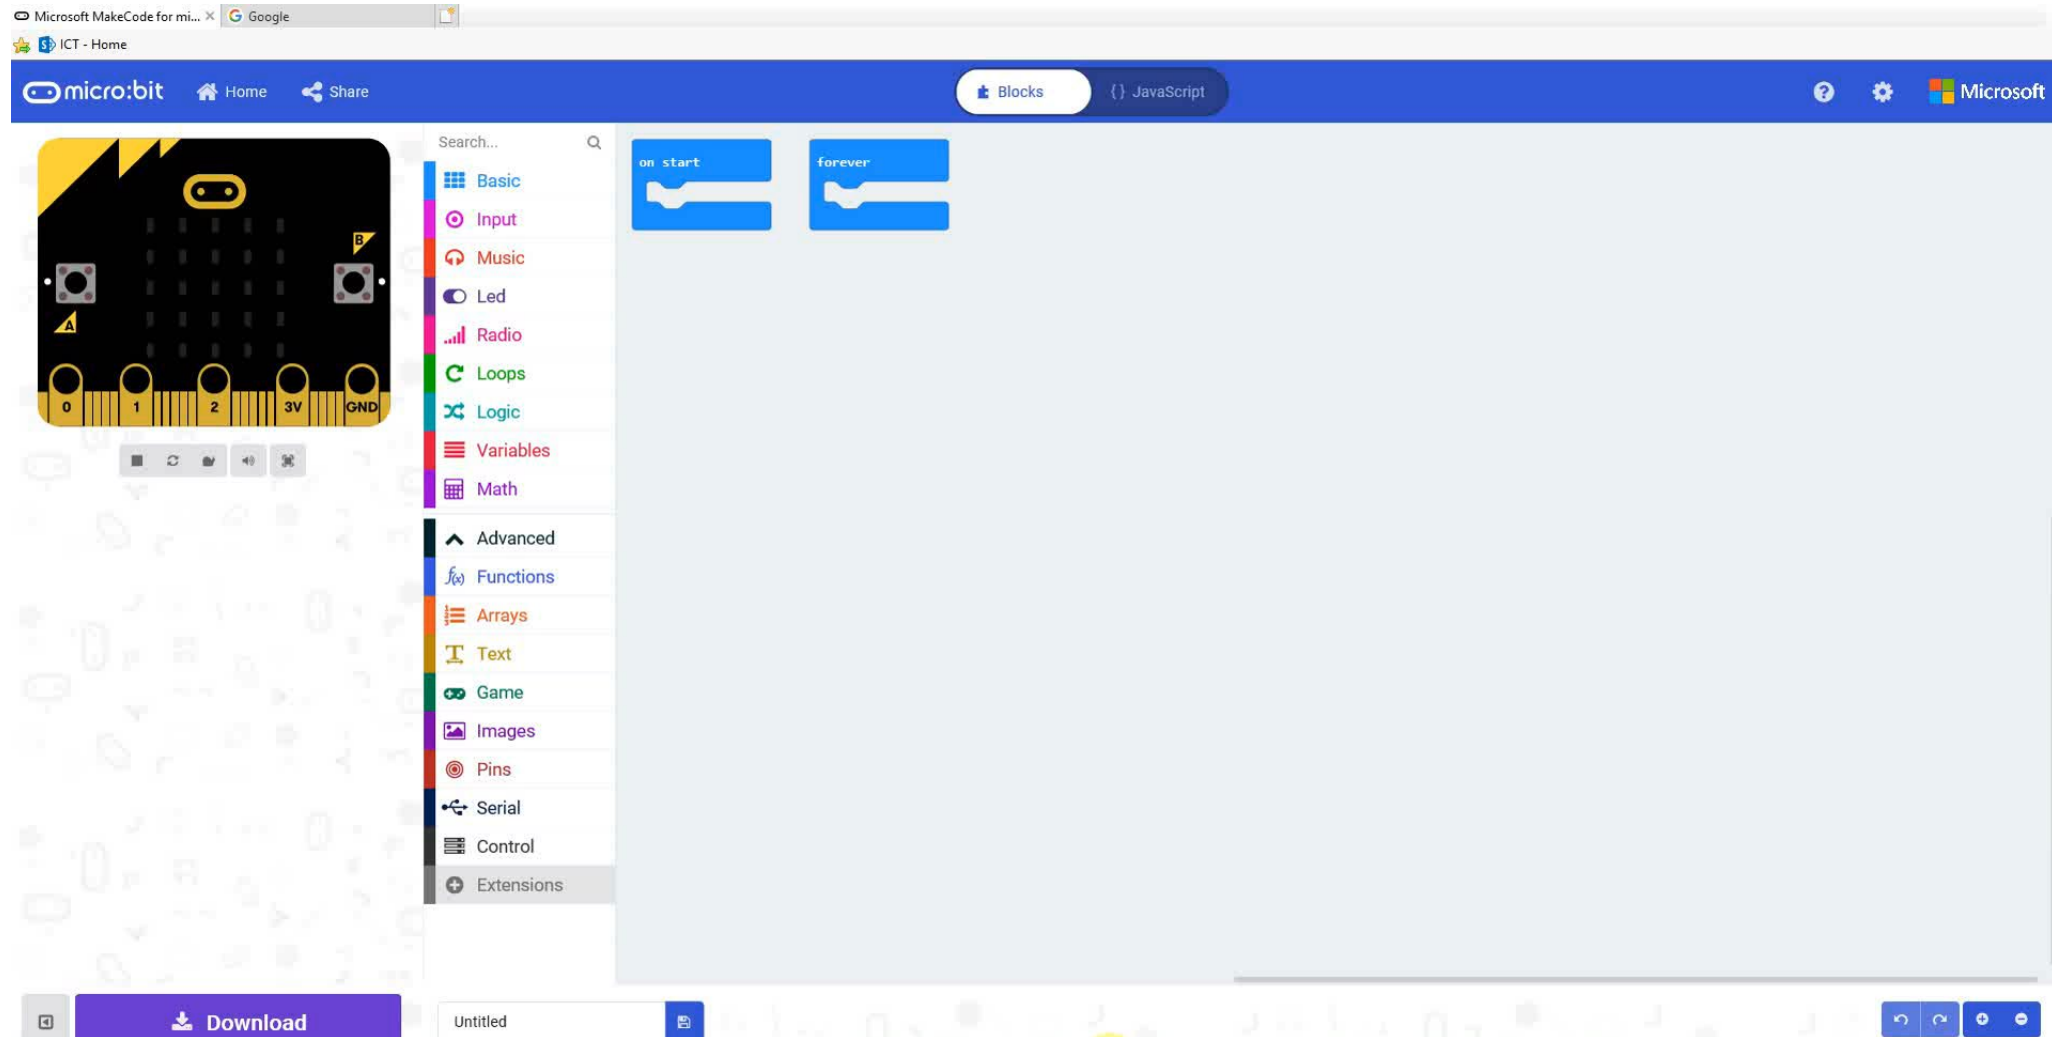 Microsoft MakeCode for mi...
Google
ICT - Home
micro:bit
Home
Share
Blocks
{} JavaScript
Microsoft
Search...
Basic
Input
Music
Led
Radio
Loops
Logic
Variables
Math
Advanced
f(x) Functions
Arrays
Text
Game
Images
Pins
Serial
Control
Extensions
on start
forever
B
A
0 1 2 3V GND
Download
Untitled